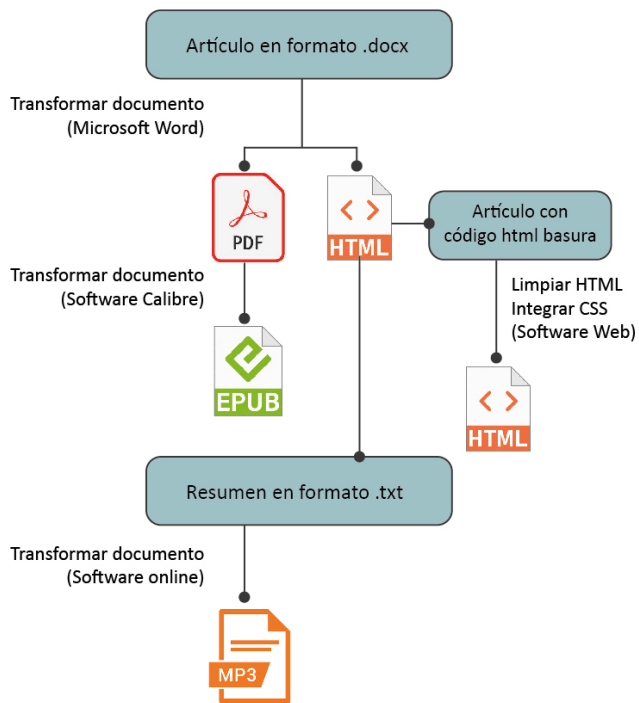 Artículo en formato .docx
Transformar documento
(Microsoft Word)
PDF
HTML
Artículo con
código html basura
Transformar documento
(Software Calibre)
Limpiar HTML
Integrar CSS
(Software Web)
EPUB
HTML
Resumen en formato .txt
Transformar documento
(Software online)
MP3